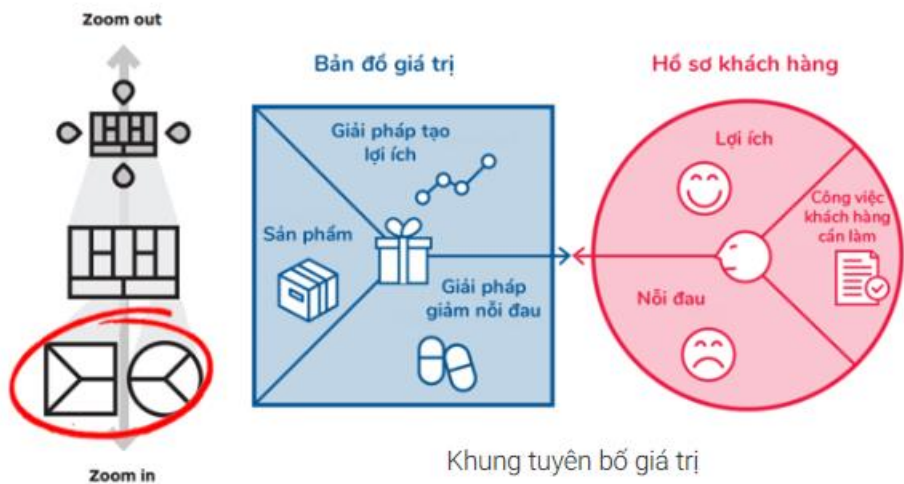 Zoom out
Zoom in
Bản đồ giá trị
Giải pháp tạo
lợi ích
Sản phẩm
Giải pháp
giảm nỗi đau
Hồ sơ khách hàng
Lợi ích
Công việc
khách hàng
cần làm
Nỗi đau
Khung tuyên bố giá trị